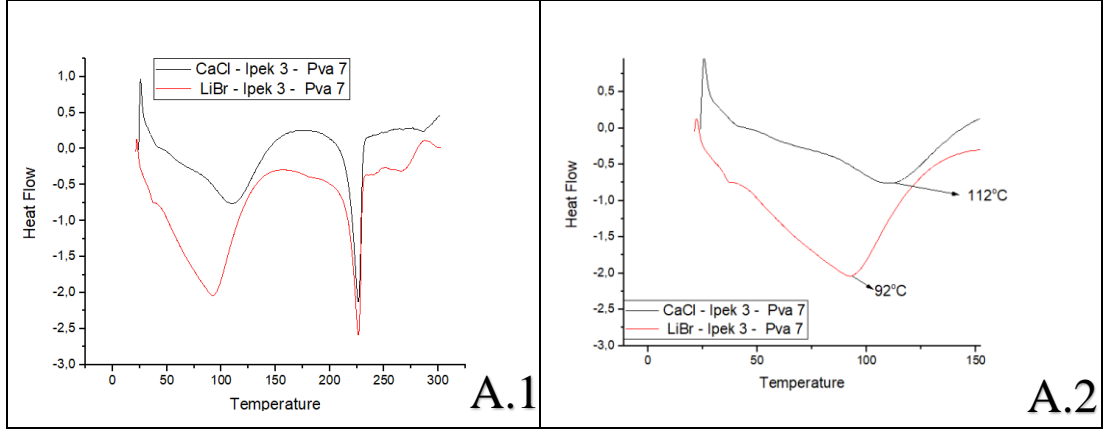 CaCl - Ipek 3 - Pva 7
LiBr - Ipek 3 - Pva 7
1,0
0,5
0,0
-0,5
-1,0
-1,5
-2,0
-2,5
-3,0
Heat Flow
0 50 100 150 200 250 300
Temperature
A.1
0,5
0,0
-0,5
-1,0
-1,5
-2,0
-2,5
-3,0
Heat Flow
112°C
92°C
CaCl - Ipek 3 - Pva 7
LiBr - Ipek 3 - Pva 7
0 50 100 150
Temperature
A.2